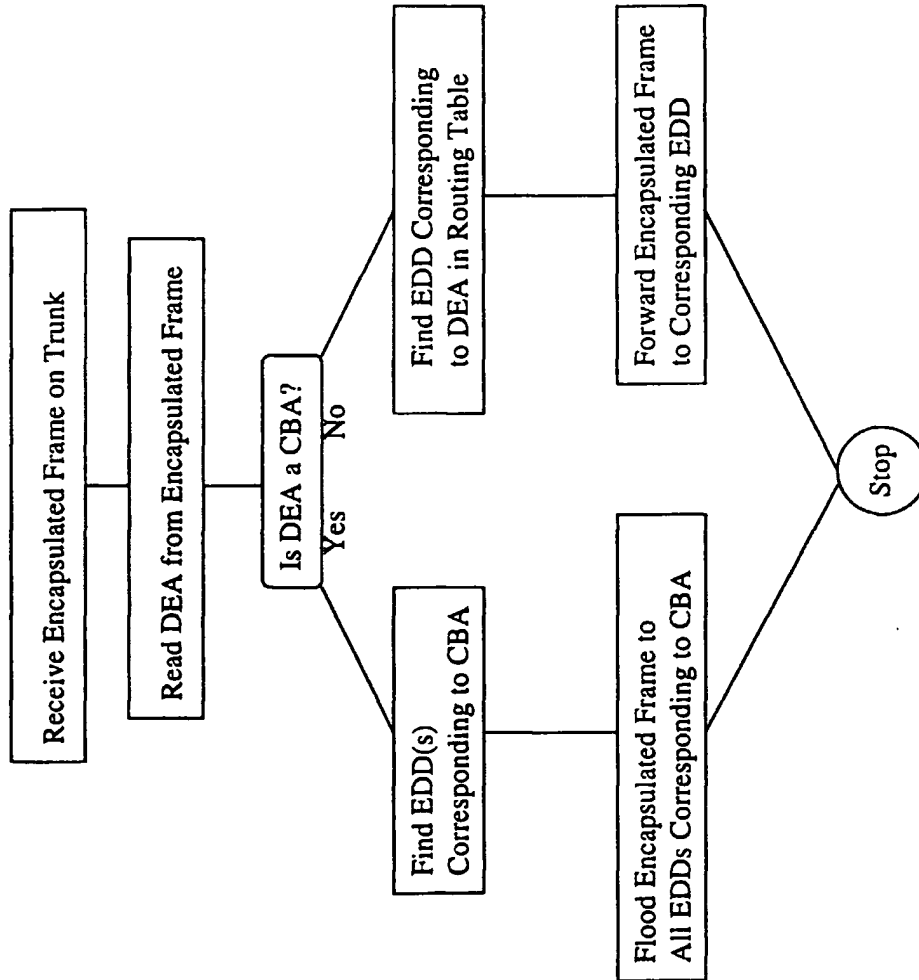 Receive Encapsulated Frame on Trunk
Read DEA from Encapsulated Frame
Is DEA a CBA?
Yes
No
Find EDD(s)
Corresponding to CBA
Find EDD Corresponding
to DEA in Routing Table
Flood Encapsulated Frame to
All EDDs Corresponding to CBA
Forward Encapsulated Frame
to Corresponding EDD
Stop